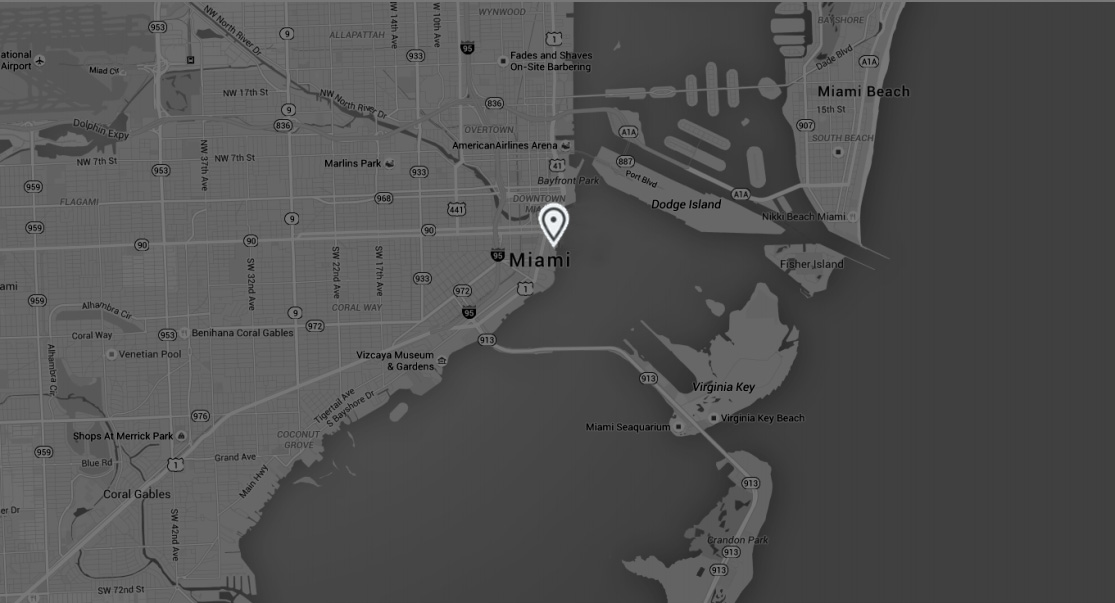 WYNWOOD
BAYSHORE
953
NW North River Dr
9
ALLAPATTAH
NW 14th Ave
NW 10th Ave
1
95
933
Fades and Shaves
On-Site Barbering
Dade Blvd
A1A
ational
Airport
Miad Cir
NW 17th St
NW North River Dr
836
Miami Beach
15th St
9
836
Dolphin Expy
OVERTOWN
A1A
907
SOUTH BEACH
AmericanAirlines Arena
NW 37th Ave
NW 7th St
NW 7th St
Marlins Park
933
41
887
953
Port Blvd
Bayfront Park
959
FLAGAMI
968
441
DOWNTOWN
A1A
Dodge Island
Nikki Beach Miami
959
9
90
90
90
95
Miami
Fisher Island
ami
SW 32nd Ave
SW 22nd Ave
SW 17th Ave
933
972
1
959
Alhambra Cir
CORAL WAY
9
972
95
Coral Way
953
Benihana Coral Gables
913
Venetian Pool
Alhambra Cir
Vizcaya Museum
& Gardens
913
Virginia Key
Tigertail Ave
S Bayshore Dr
976
Virginia Key Beach
Miami Seaquarium
Shops At Merrick Park
COCONUT
GROVE
959
Blue Rd
1
Grand Ave
Main Hwy
913
Coral Gables
er Dr
SW 42nd Ave
Crandon Park
913
913
SW 72nd St